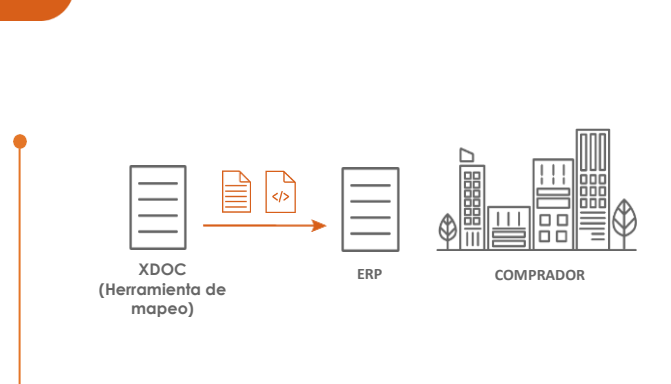 </>
XDOC
(Herramienta de
mapeo)
ERP
COMPRADOR